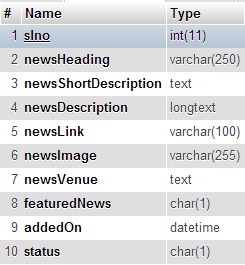 # Name Type
1 slno int(11)
2 newsHeading varchar(250)
3 newsShortDescription text
4 newsDescription longtext
5 newsLink varchar(100)
6 newsImage varchar(255)
7 newsVenue text
8 featuredNews char(1)
9 addedOn datetime
10 status char(1)